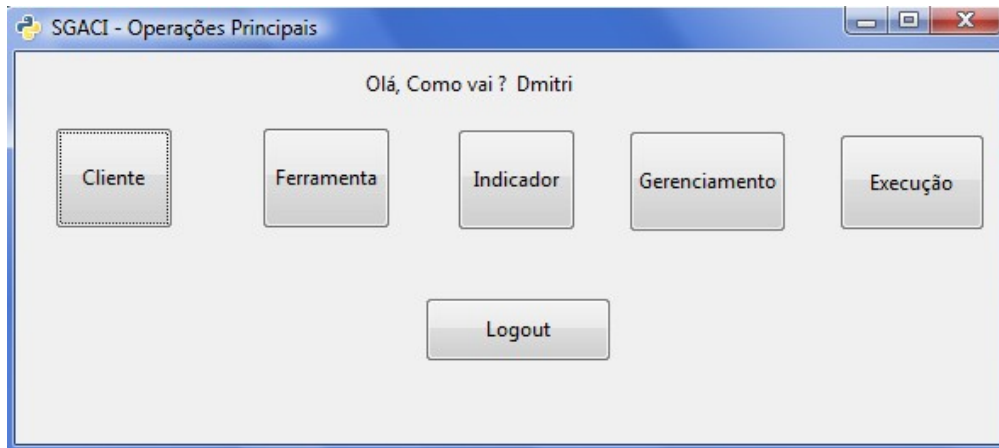 SGACI - Operações Principais
Olá, Como vai ? Dmitri
Cliente Ferramenta Indicador Gerenciamento Execução
Logout